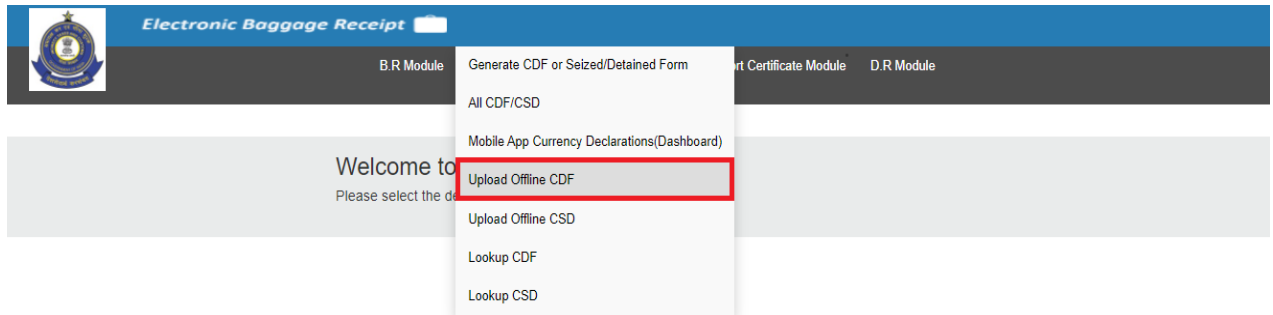 Electronic Baggage Receipt
B.R Module
Generate CDF or Seized/Detained Form
rt Certificate Module
D.R Module
All CDF/CSD
Mobile App Currency Declarations(Dashboard)
Welcome to
Upload Offline CDF
Please select the de
Upload Offline CSD
Lookup CDF
Lookup CSD